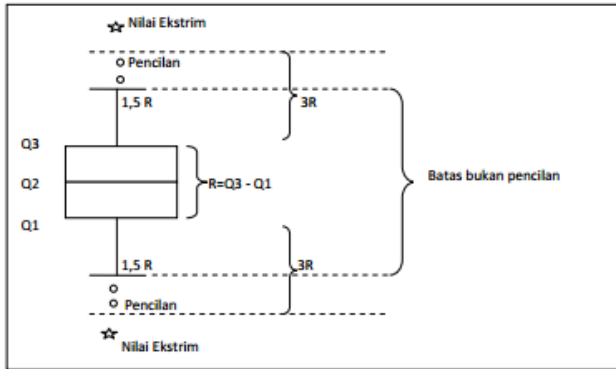 Nilai Ekstrim
Pencilan
1,5 R
3R
Q3
Q2
R=Q3 - Q1
Batas bukan pencilan
Q1
1,5 R
3R
Pencilan
Nilai Ekstrim